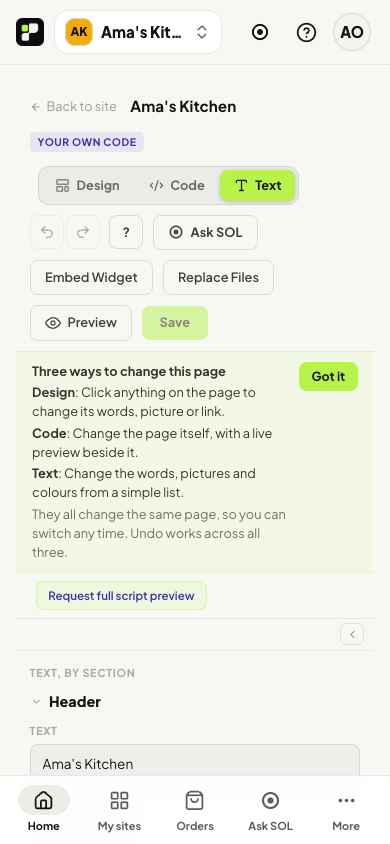 AK Ama's Kit...
AO
Back to site Ama's Kitchen
YOUR OWN CODE
Design Code Text
? Ask SOL
Embed Widget Replace Files
Preview Save
Three ways to change this page
Got it
Design: Click anything on the page to
change its words, picture or link.
Code: Change the page itself, with a live
preview beside it.
Text: Change the words, pictures and
colours from a simple list.
They all change the same page, so you can
switch any time. Undo works across all
three.
Request full script preview
TEXT, BY SECTION
Header
TEXT
Ama's Kitchen
Home My sites Orders Ask SOL More